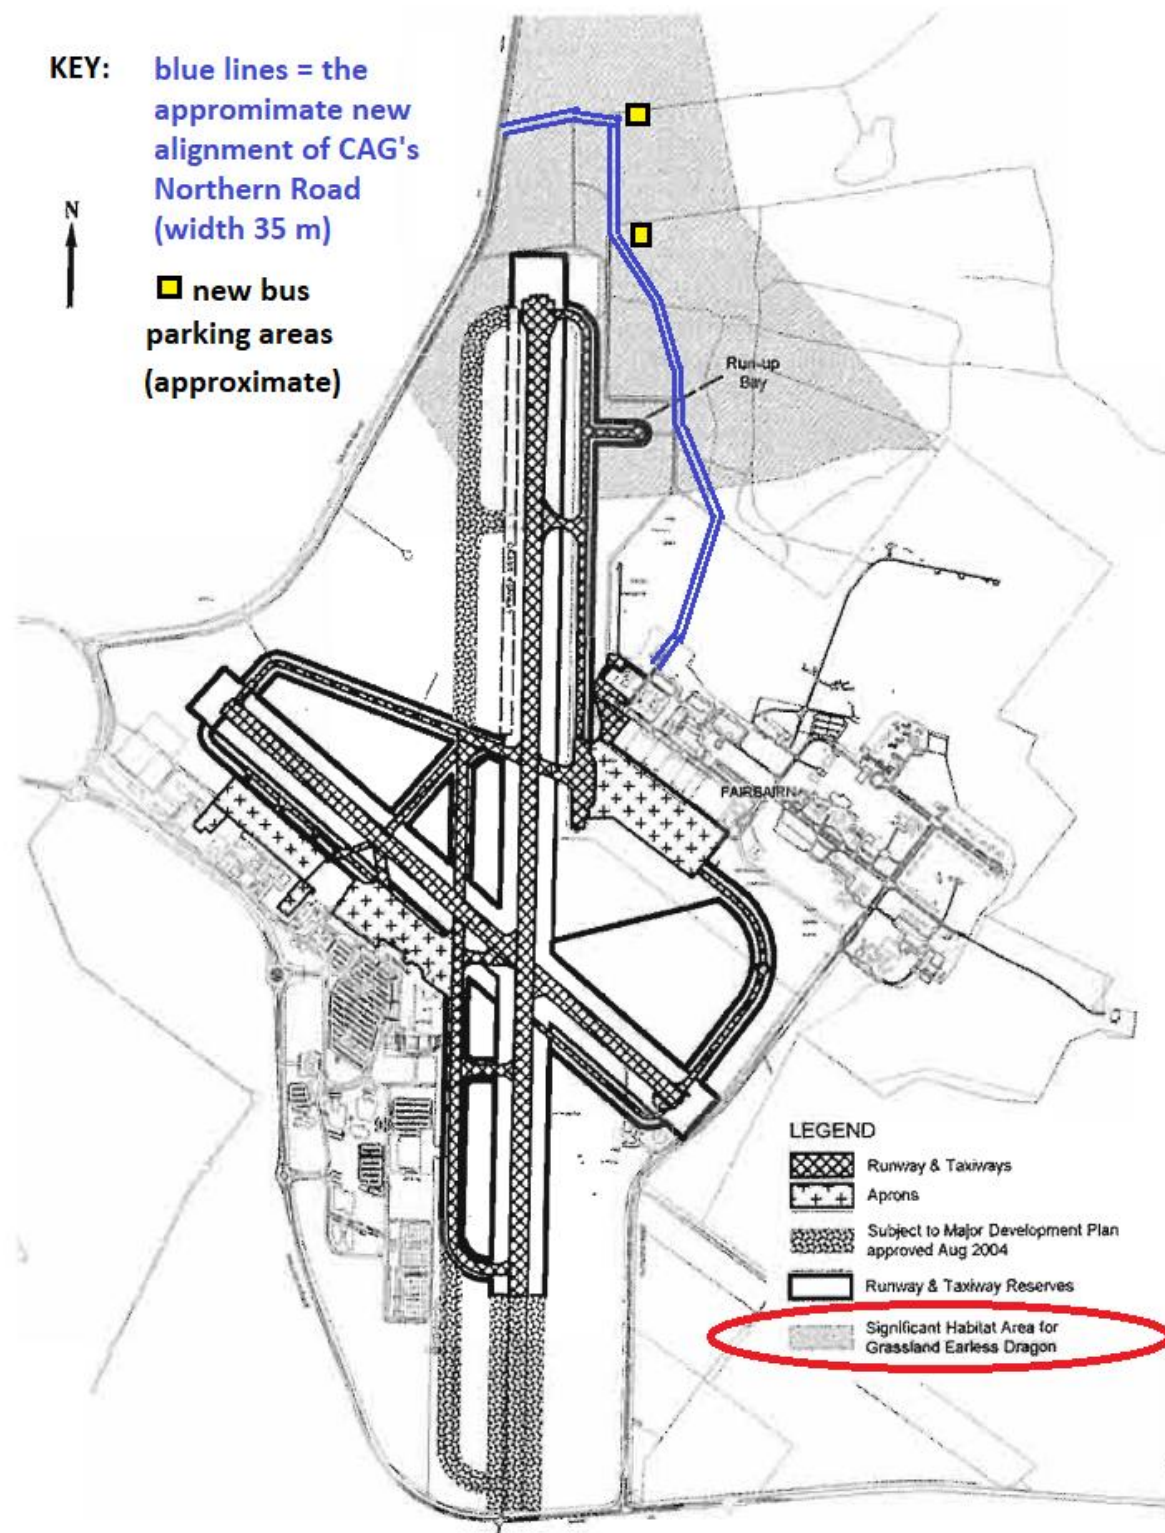 KEY:
blue lines = the
appromimate new
alignment of CAG's
Northern Road
(width 35 m)
N
new bus
parking areas
(approximate)
Run-up
Bay
FAIRBAIRN
LEGEND
Runway & Taxiways
Aprons
Subject to Major Development Plan
approved Aug 2004
Runway & Taxiway Reserves
Significant Habitat Area for
Grassland Earless Dragon